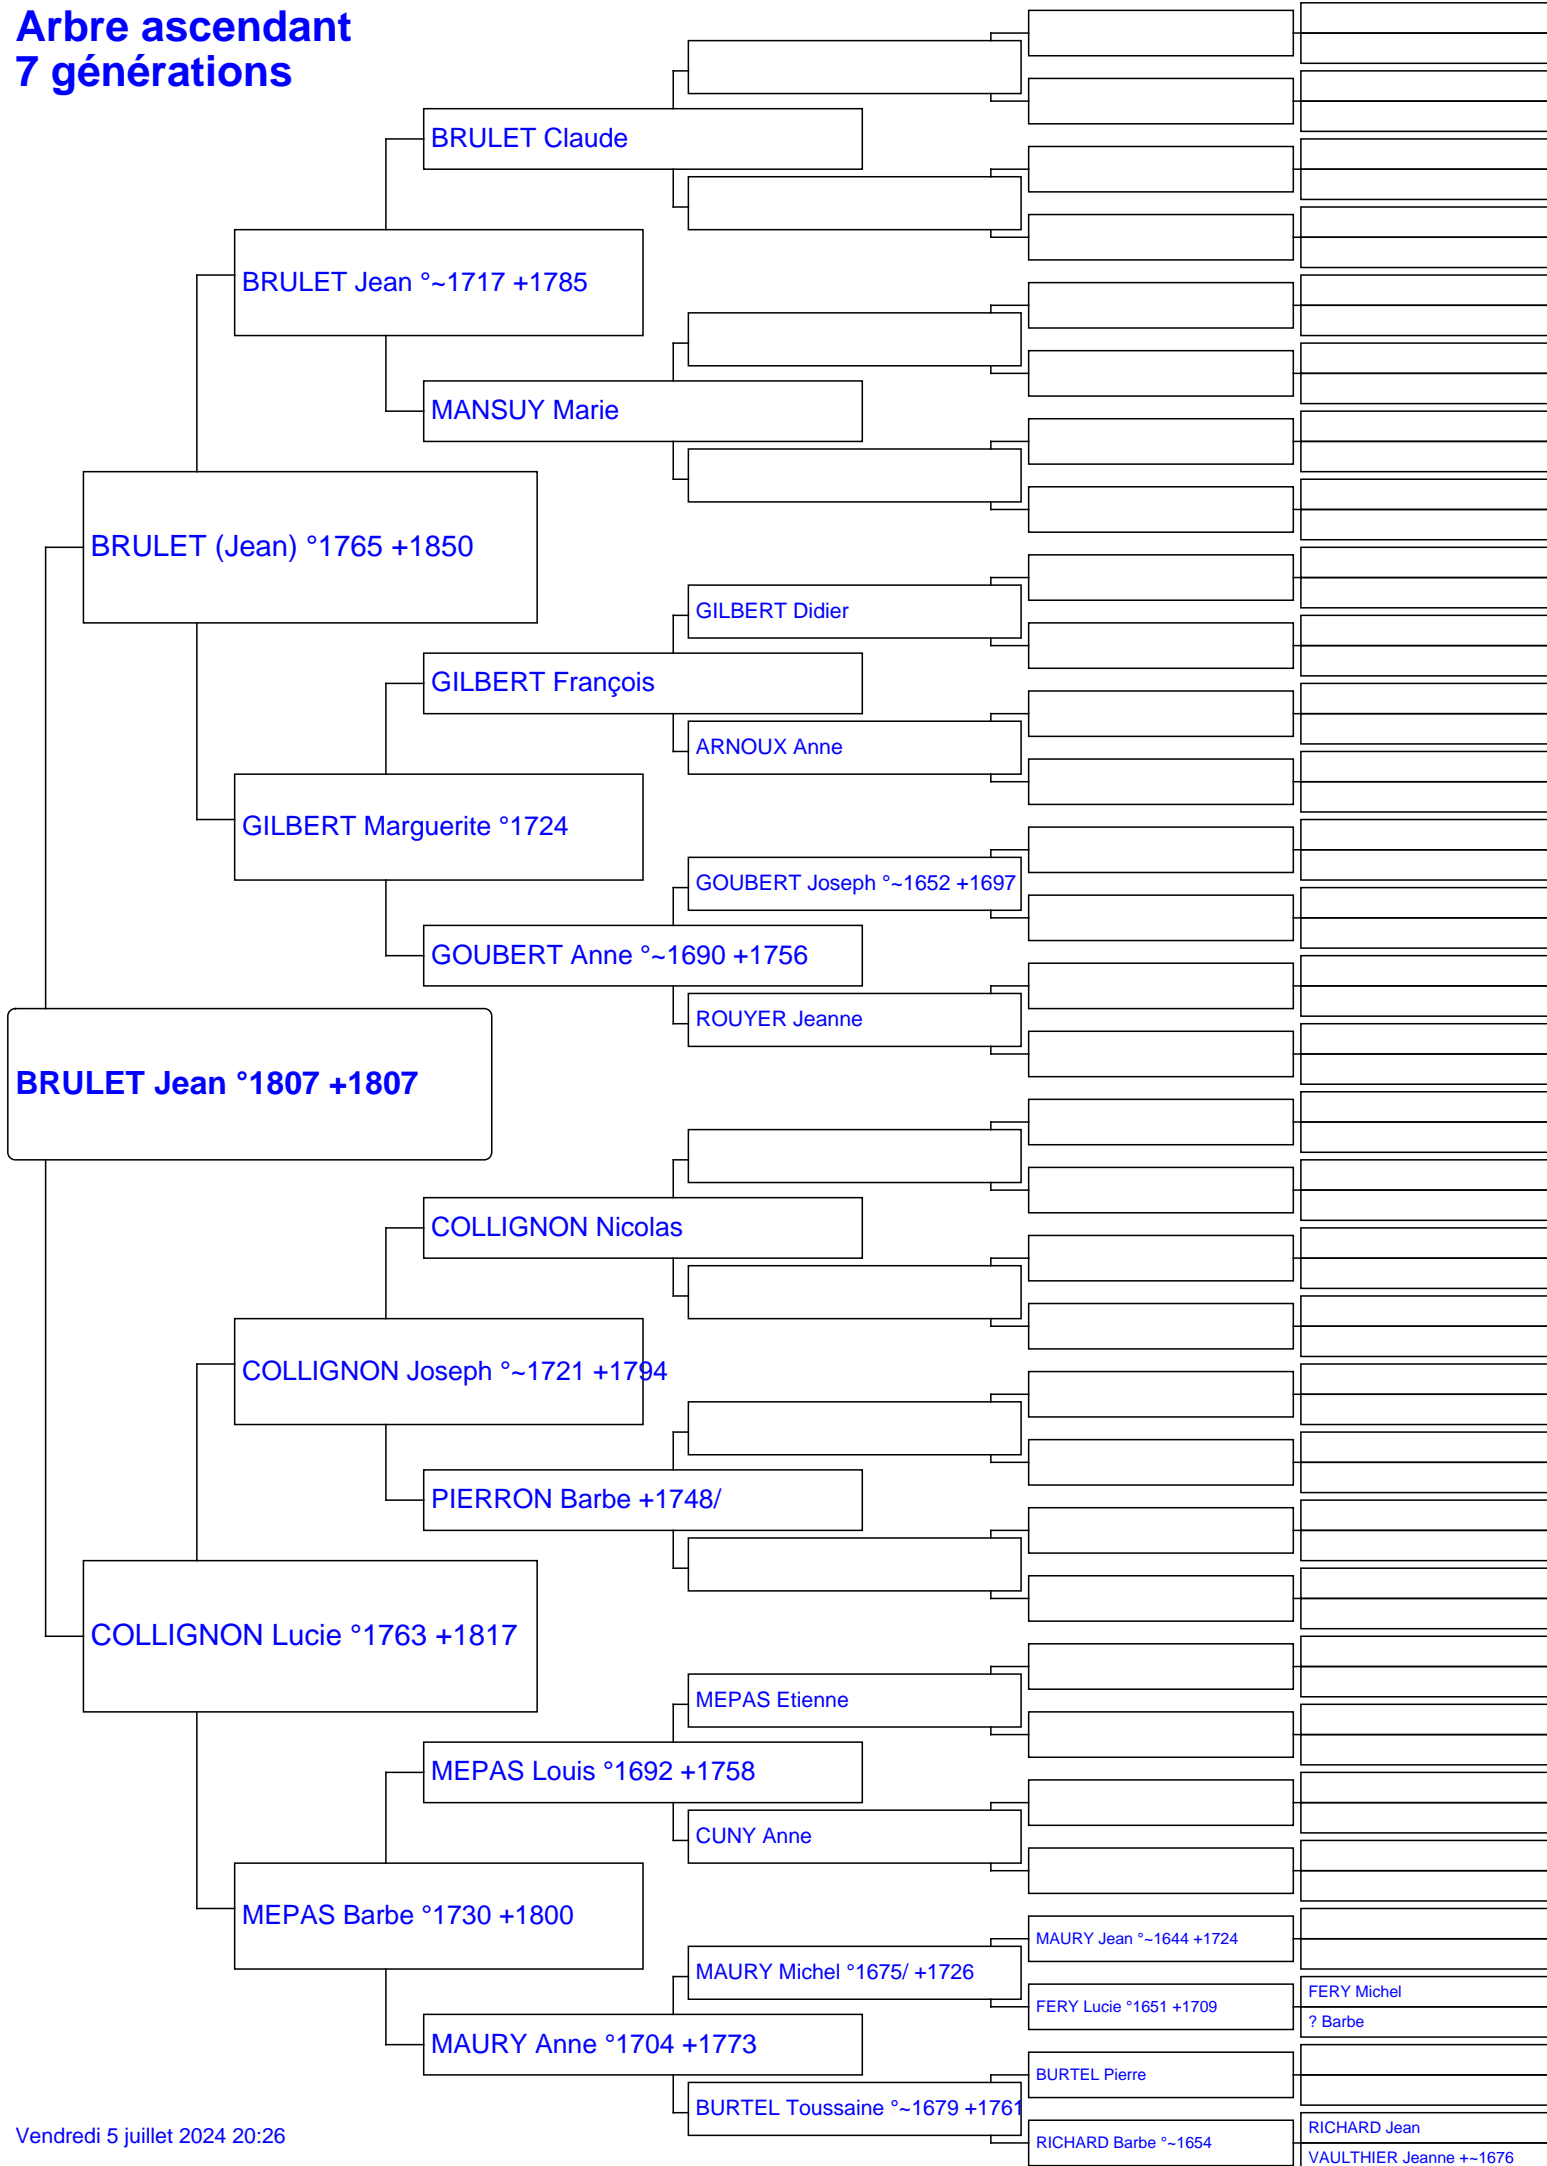 Arbre ascendant
7 générations
BRULET Claude
BRULET Jean °~1717 +1785
MANSUY Marie
BRULET (Jean) °1765 +1850
GILBERT Didier
GILBERT François
ARNOUX Anne
GILBERT Marguerite °1724
GOUBERT Joseph °~1652 +1697
GOUBERT Anne °~1690 +1756
ROUYER Jeanne
BRULET Jean °1807 +1807
COLLIGNON Nicolas
COLLIGNON Joseph °~1721 +1794
PIERRON Barbe +1748/
COLLIGNON Lucie °1763 +1817
MEPAS Etienne
MEPAS Louis °1692 +1758
CUNY Anne
MEPAS Barbe °1730 +1800
MAURY Jean °~1644 +1724
MAURY Michel °1675/ +1726
FERY Michel
FERY Lucie °1651 +1709
? Barbe
MAURY Anne °1704 +1773
BURTEL Pierre
BURTEL Toussaine °~1679 +1761
RICHARD Jean
RICHARD Barbe °~1654
VAULTHIER Jeanne +~1676
Vendredi 5 juillet 2024 20:26